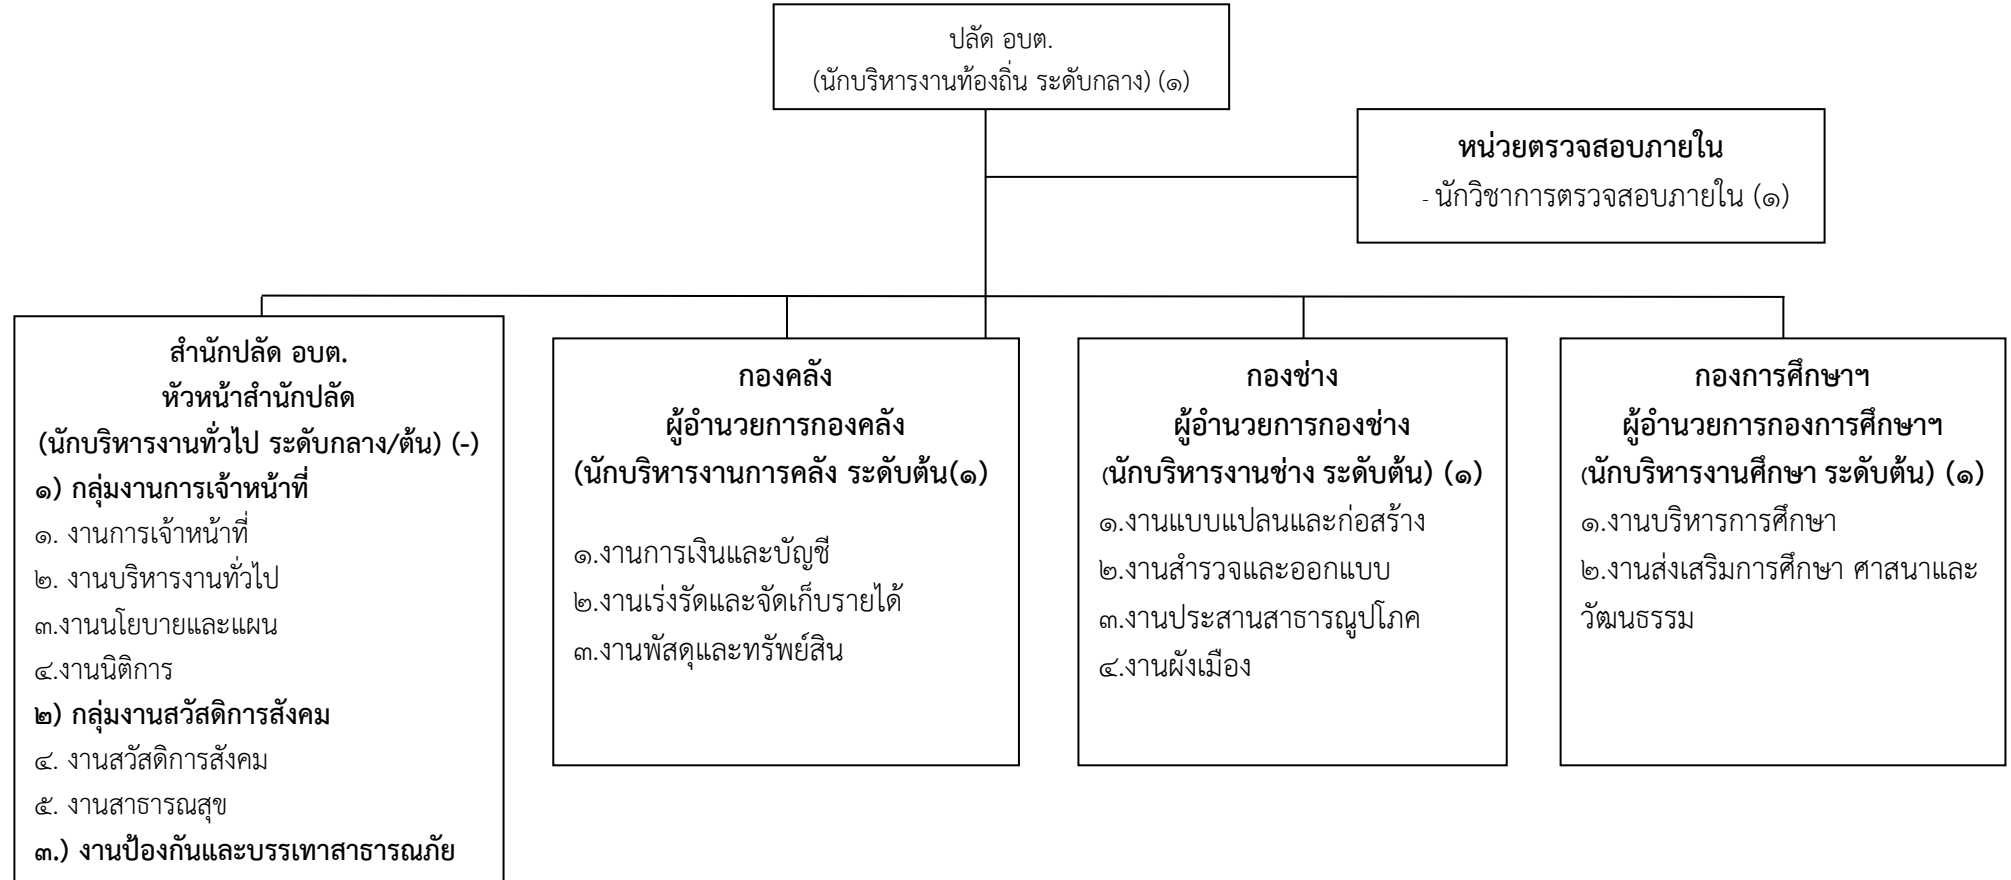 ปลัด อบต.
(นักบริหารงานท้องถิ่น ระดับกลาง) (๑)
หน่วยตรวจสอบภายใน
- นักวิชาการตรวจสอบภายใน (๑)
สำนักปลัด อบต.
หัวหน้าสำนักปลัด
(นักบริหารงานทั่วไป ระดับกลาง/ต้น) (-)
๑) กลุ่มงานการเจ้าหน้าที่
๑. งานการเจ้าหน้าที่
๒. งานบริหารงานทั่วไป
๓.งานนโยบายและแผน
๔.งานนิติการ
๒) กลุ่มงานสวัสดิการสังคม
๔. งานสวัสดิการสังคม
๕. งานสาธารณสุข
๓.) งานป้องกันและบรรเทาสาธารณภัย
กองคลัง
ผู้อำนวยการกองคลัง
(นักบริหารงานการคลัง ระดับต้น(๑)
๑.งานการเงินและบัญชี
๒.งานเร่งรัดและจัดเก็บรายได้
๓.งานพัสดุและทรัพย์สิน
กองช่าง
ผู้อำนวยการกองช่าง
(นักบริหารงานช่าง ระดับต้น) (๑)
๑.งานแบบแปลนและก่อสร้าง
๒.งานสำรวจและออกแบบ
๓.งานประสานสาธารณูปโภค
๔.งานผังเมือง
กองการศึกษาฯ
ผู้อำนวยการกองการศึกษาฯ
(นักบริหารงานศึกษา ระดับต้น) (๑)
๑.งานบริหารการศึกษา
๒.งานส่งเสริมการศึกษา ศาสนาและ
วัฒนธรรม